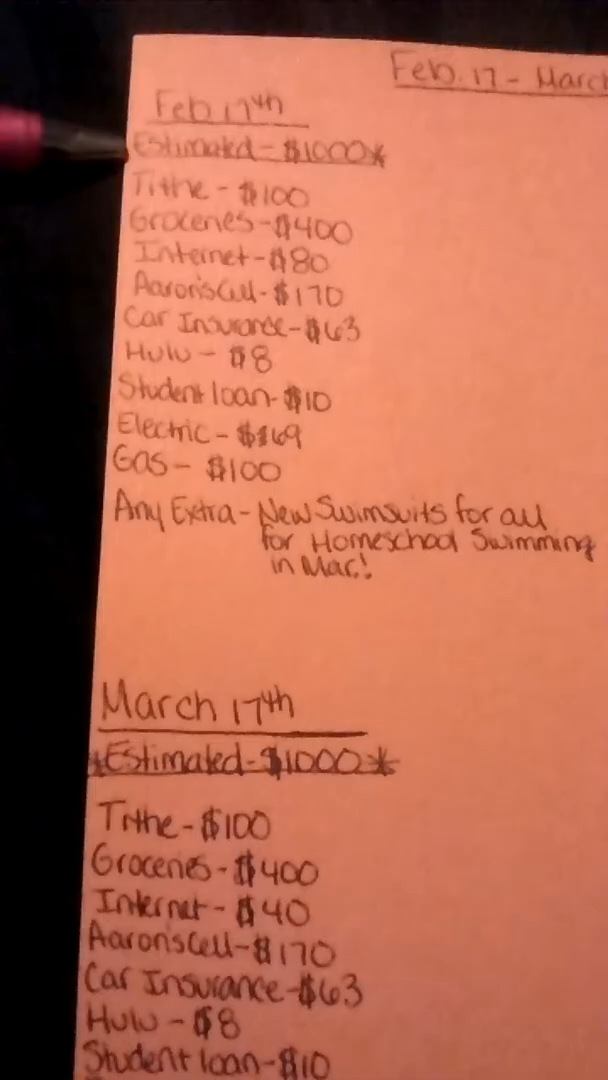 Feb. 17 - March
Feb 17th
Estimated - $1000*
Tithe - $100
Groceries - $400
Internet - $80
Aaron's Cell - $170
Car Insurance - $63
Hulu - $8
Student loan - $10
Electric - $169
Gas - $100
Any Extra - New Swimsuits for all
for Homeschool Swimming
in Mac!
March 17th
*Estimated - $1000*
Tithe - $100
Groceries - $400
Internet - $40
Aaron's Cell - $170
Car Insurance - $63
Hulu - $8
Student loan - $10